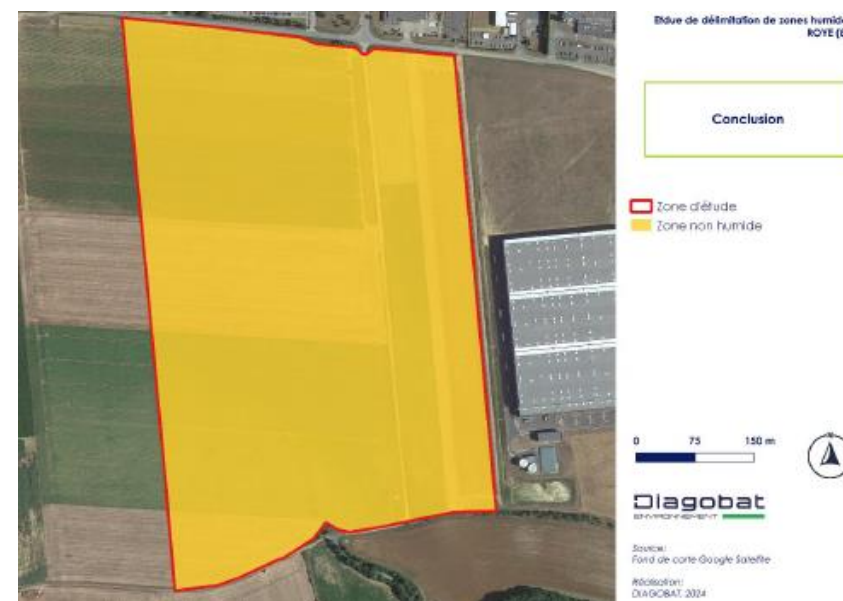 Etdue de délimitation de zones humide
ROYE (
Conclusion
Zone d'étude
Zone non humide
0 75 150 m
Diagobat
ENVIRONNEMENT
Source:
Fond de carte Google Satellite
Réalisation:
DIAGOBAT, 2024